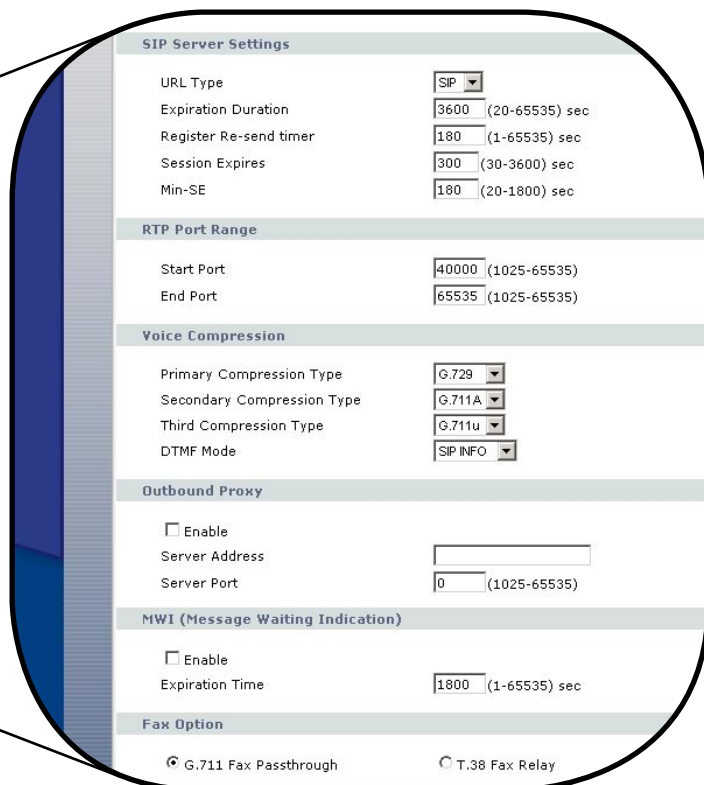 SIP Server Settings
URL Type SIP
Expiration Duration 3600 (20-65535) sec
Register Re-send timer 180 (1-65535) sec
Session Expires 300 (30-3600) sec
Min-SE 180 (20-1800) sec
RTP Port Range
Start Port 40000 (1025-65535)
End Port 65535 (1025-65535)
Voice Compression
Primary Compression Type G.729
Secondary Compression Type G.711A
Third Compression Type G.711u
DTMF Mode SIP INFO
Outbound Proxy
Enable
Server Address
Server Port 0 (1025-65535)
MWI (Message Waiting Indication)
Enable
Expiration Time 1800 (1-65535) sec
Fax Option
G.711 Fax Passthrough T.38 Fax Relay